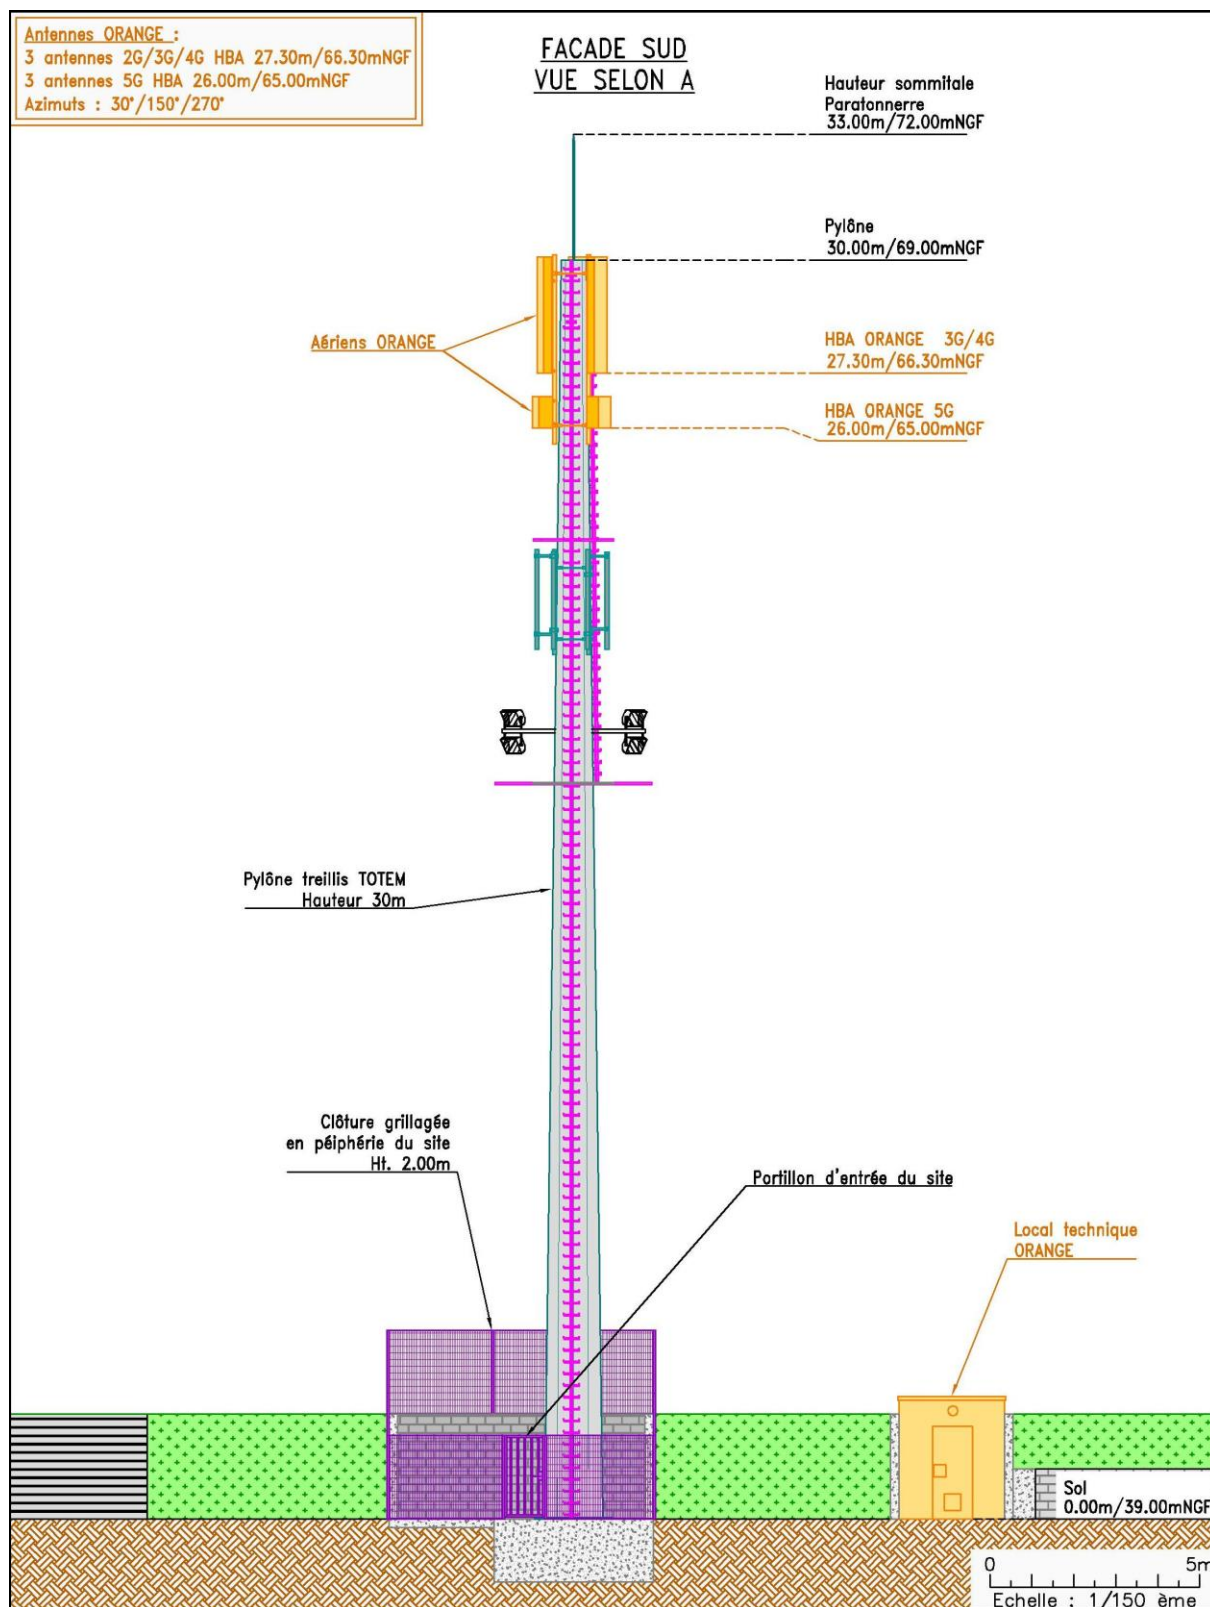 Antennes ORANGE :
3 antennes 2G/3G/4G HBA 27.30m/66.30mNGF
3 antennes 5G HBA 26.00m/65.00mNGF
Azimuts : 30°/150°/270°
FACADE SUD
VUE SELON A
Hauteur sommitale
Paratonnerre
33.00m/72.00mNGF
Pylône
30.00m/69.00mNGF
Aériens ORANGE
HBA ORANGE 3G/4G
27.30m/66.30mNGF
HBA ORANGE 5G
26.00m/65.00mNGF
Pylône treillis TOTEM
Hauteur 30m
Clôture grillagée
en péiphérie du site
Ht. 2.00m
Portillon d'entrée du site
Local technique
ORANGE
Sol
0.00m/39.00mNGF
0 5m
Echelle : 1/150 ème